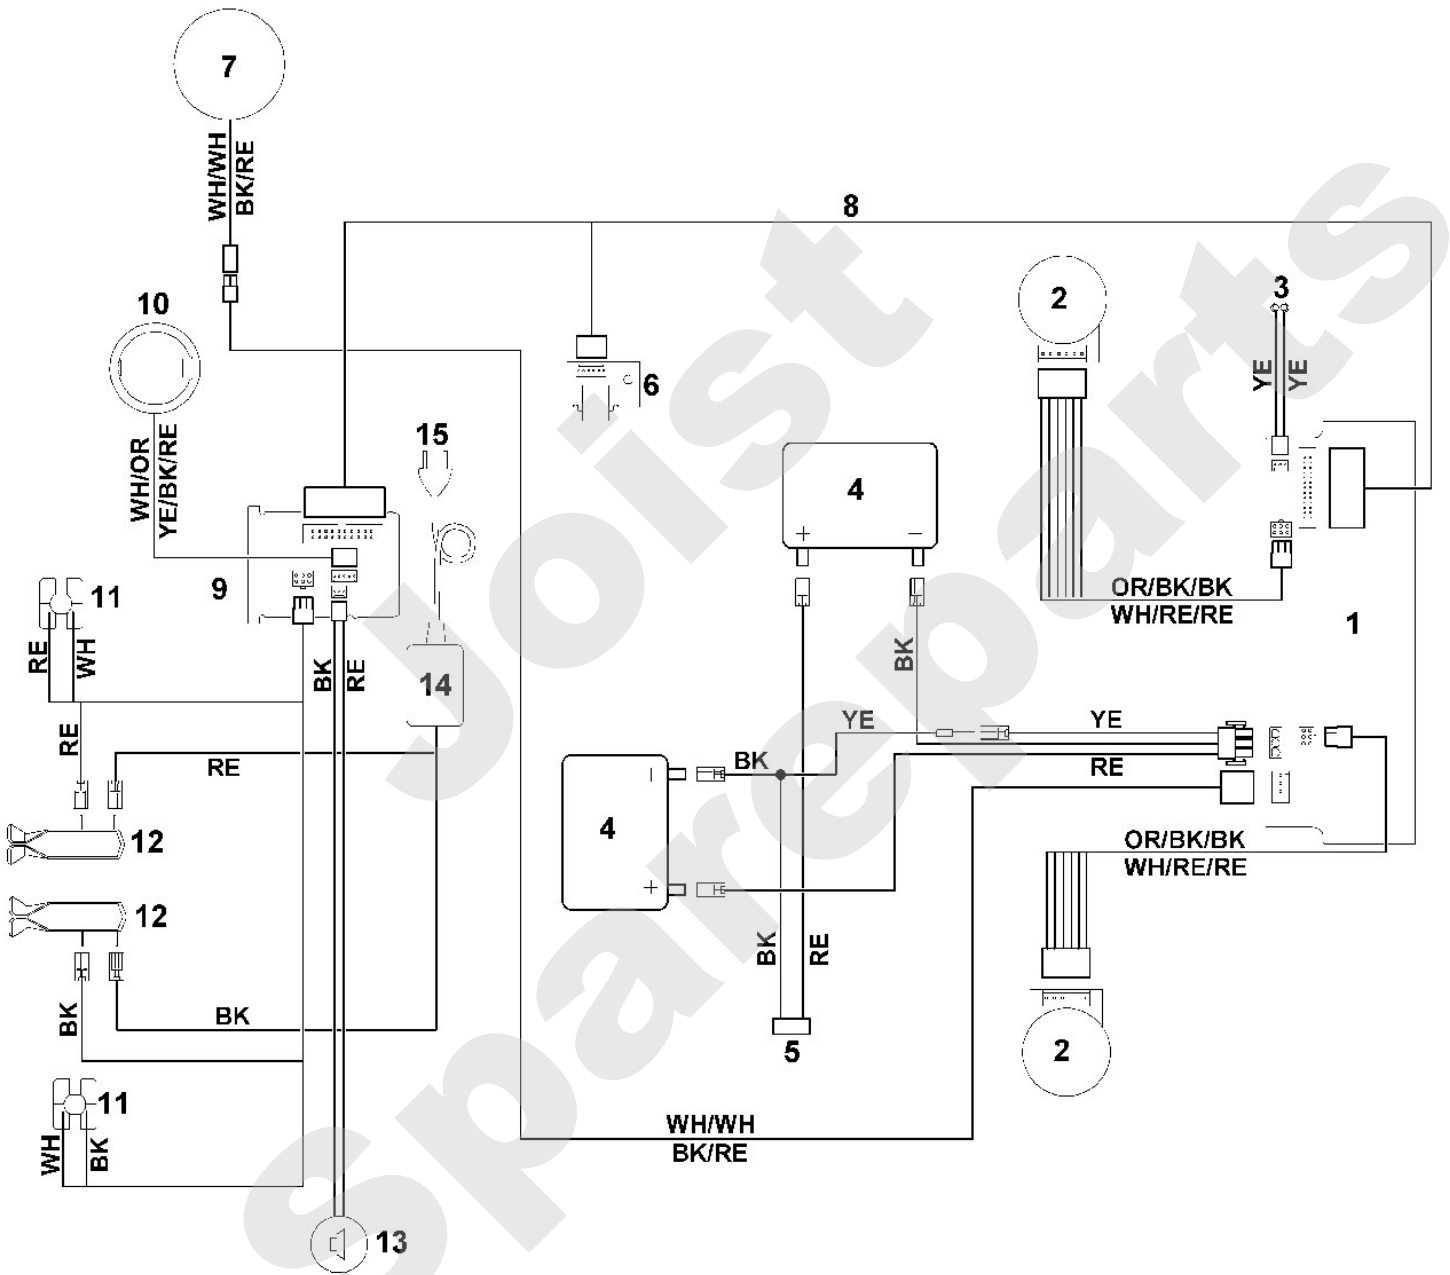 7
WH/WH
BK/RE
8
10
2
3
YE
YE
6
15
WH/OR
YE/BK/RE
4
+
−
9
11
OR/BK/BK
WH/RE/RE
1
RE
WH
BK
RE
14
BK
YE
YE
RE
RE
BK
RE
−
4
+
12
OR/BK/BK
WH/RE/RE
12
BK
RE
BK
BK
5
2
11
WH
BK
WH/WH
BK/RE
13
Joist
spareparts